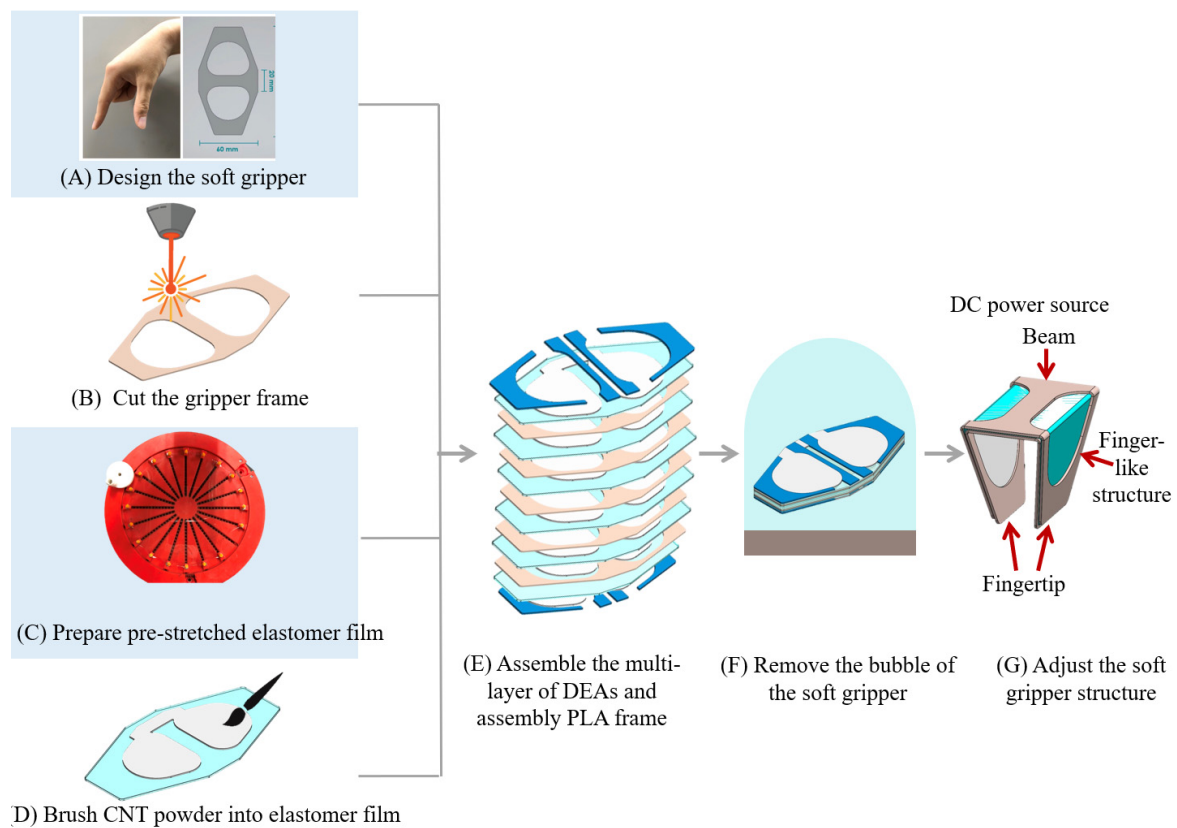 20 mm
60 mm
(A) Design the soft gripper
(B) Cut the gripper frame
(C) Prepare pre-stretched elastomer film
D) Brush CNT powder into elastomer film
(E) Assemble the multi-
layer of DEAs and
assembly PLA frame
(F) Remove the bubble of
the soft gripper
DC power source
Beam
Finger-
like
structure
Fingertip
(G) Adjust the soft
gripper structure